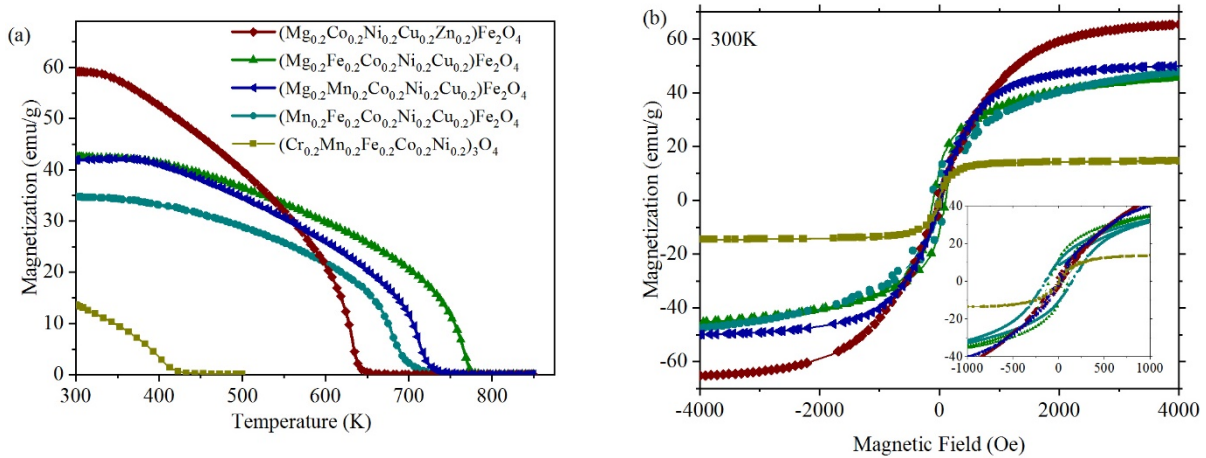 (a)
(Mg0.2Co0.2Ni0.2Cu0.2Zn0.2)Fe2O4
(Mg0.2Fe0.2Co0.2Ni0.2Cu0.2)Fe2O4
(Mg0.2Mn0.2Co0.2Ni0.2Cu0.2)Fe2O4
(Mn0.2Fe0.2Co0.2Ni0.2Cu0.2)Fe2O4
(Cr0.2Mn0.2Fe0.2Co0.2Ni0.2)3O4
Magnetization (emu/g)
70
60
50
40
30
20
10
0
300 400 500 600 700 800
Temperature (K)
(b)
300K
Magnetization (emu/g)
60
40
20
0
-20
-40
-60
-4000 -2000 0 2000 4000
Magnetic Field (Oe)
40
20
0
-20
-40
-1000 -500 0 500 1000